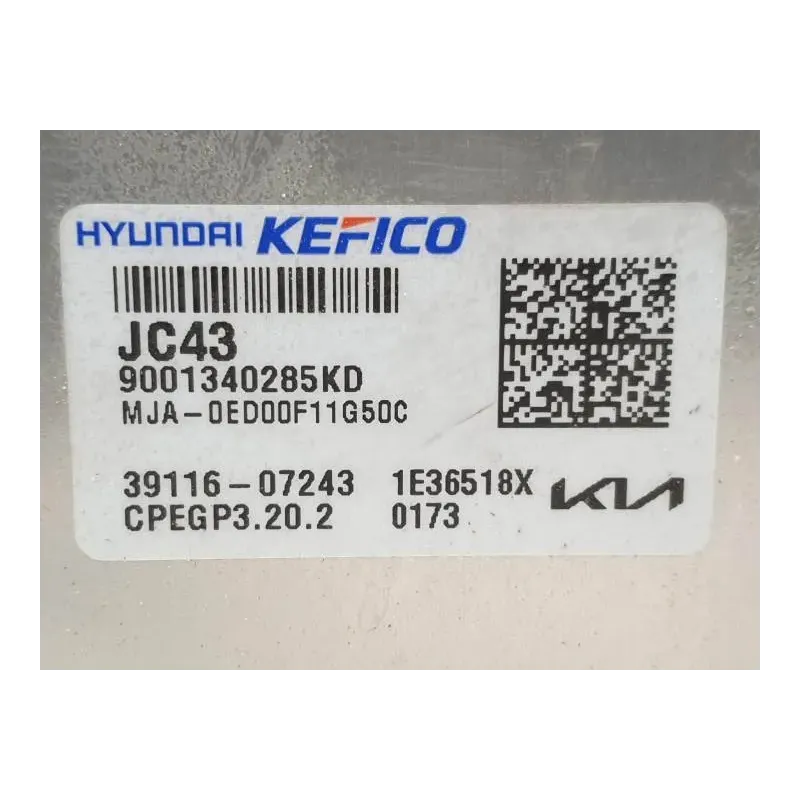 HYUNDAI KEFICO
JC43
9001340285KD
MJA-0ED00F11G50C
39116-07243 1E36518X KIA
CPEGP3.20.2 0173